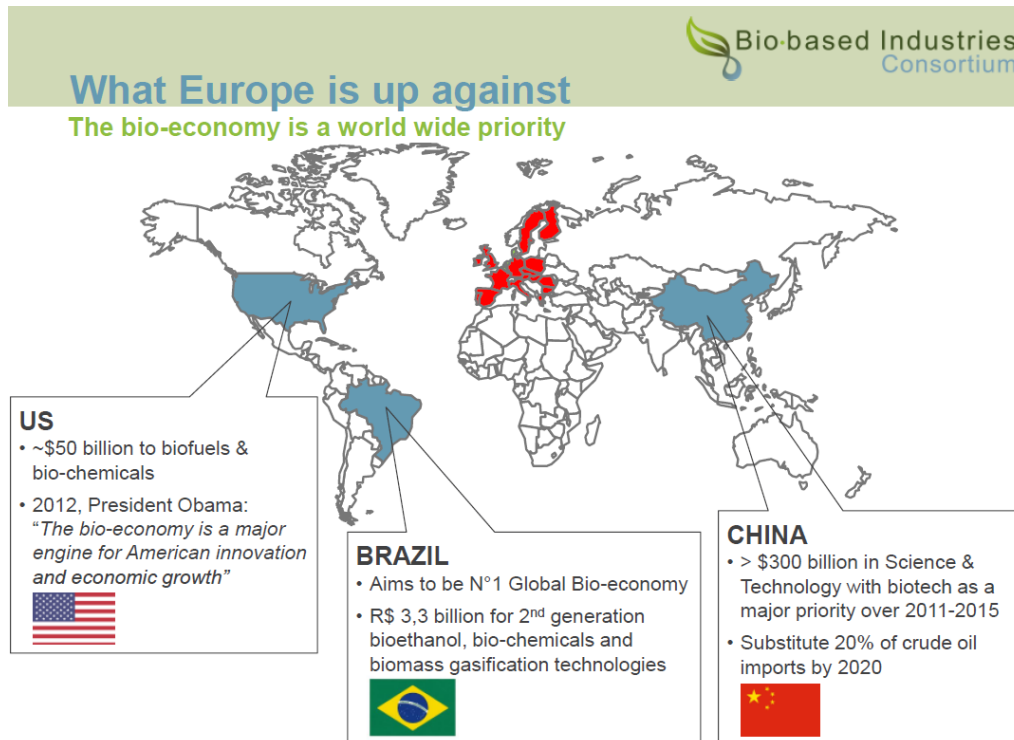 Bio-based Industries
Consortium
What Europe is up against
The bio-economy is a world wide priority
US
• ~$50 billion to biofuels &
bio-chemicals
• 2012, President Obama:
“The bio-economy is a major
engine for American innovation
and economic growth”
BRAZIL
• Aims to be N°1 Global Bio-economy
• R$ 3,3 billion for 2nd generation
bioethanol, bio-chemicals and
biomass gasification technologies
CHINA
• > $300 billion in Science &
Technology with biotech as a
major priority over 2011-2015
• Substitute 20% of crude oil
imports by 2020